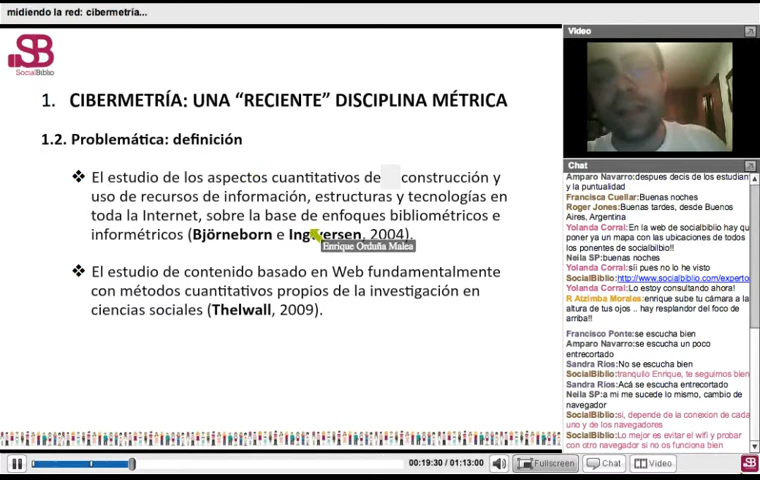 midiendo la red: cibermetría...
SB
SocialBiblio
1. CIBERMETRÍA: UNA “RECIENTE” DISCIPLINA MÉTRICA
1.2. Problemática: definición
❖ El estudio de los aspectos cuantitativos de construcción y
uso de recursos de información, estructuras y tecnologías en
toda la Internet, sobre la base de enfoques bibliométricos e
informétricos (Björneborn e Ingwersen, 2004).
Enrique Orduña Malea
❖ El estudio de contenido basado en Web fundamentalmente
con métodos cuantitativos propios de la investigación en
ciencias sociales (Thelwall, 2009).
Video
Chat
Amparo Navarro:despues decis de los estudian
y la puntualidad
Francisca Cuellar:Buenas noches
Roger Jones:Buenas tardes, desde Buenos
Aires, Argentina
Yolanda Corral:En la web de socialbiblio hay que
poner ya un mapa con las ubicaciones de todos
los ponentes de socialbilblio!!
Neila SP:buenas noches
Yolanda Corral:síi pues no lo he visto
SocialBiblio:http://www.socialbiblio.com/experto
Yolanda Corral:Lo estoy consultando ahora!
R Atzimba Morales:enrique sube tu cámara a la
altura de tus ojos .. hay resplandor del foco de
arriba!!
Francisco Ponte:se escucha bien
Amparo Navarro:se escucha un poco
entrecortado
Sandra Rios:No se escucha bien
SocialBiblio:tranquilo Enrique, te seguimos bien
Sandra Rios:Acá se escucha entrecortado
Neila SP:a mi me sucede lo mismo, cambio de
navegador
SocialBiblio:si, depende de la conexion de cada
uno y de los navegadores
SocialBiblio:Lo mejor es evitar el wifi y probar
con otro navegador si no os funciona bien
00:19:30 / 01:13:00
Fullscreen
Chat
Video
SB